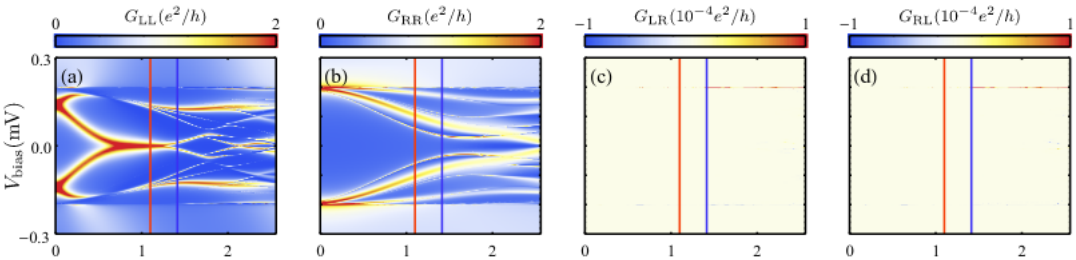 G_LL(e²/h) G_RR(e²/h) G_LR(10⁻⁴e²/h) G_RL(10⁻⁴e²/h)
0 2 0 2 −1 1 −1 1
(a) (b) (c) (d)
0.3
0.0
−0.3
V_bias(mV)
0 1 2 0 1 2 0 1 2 0 1 2